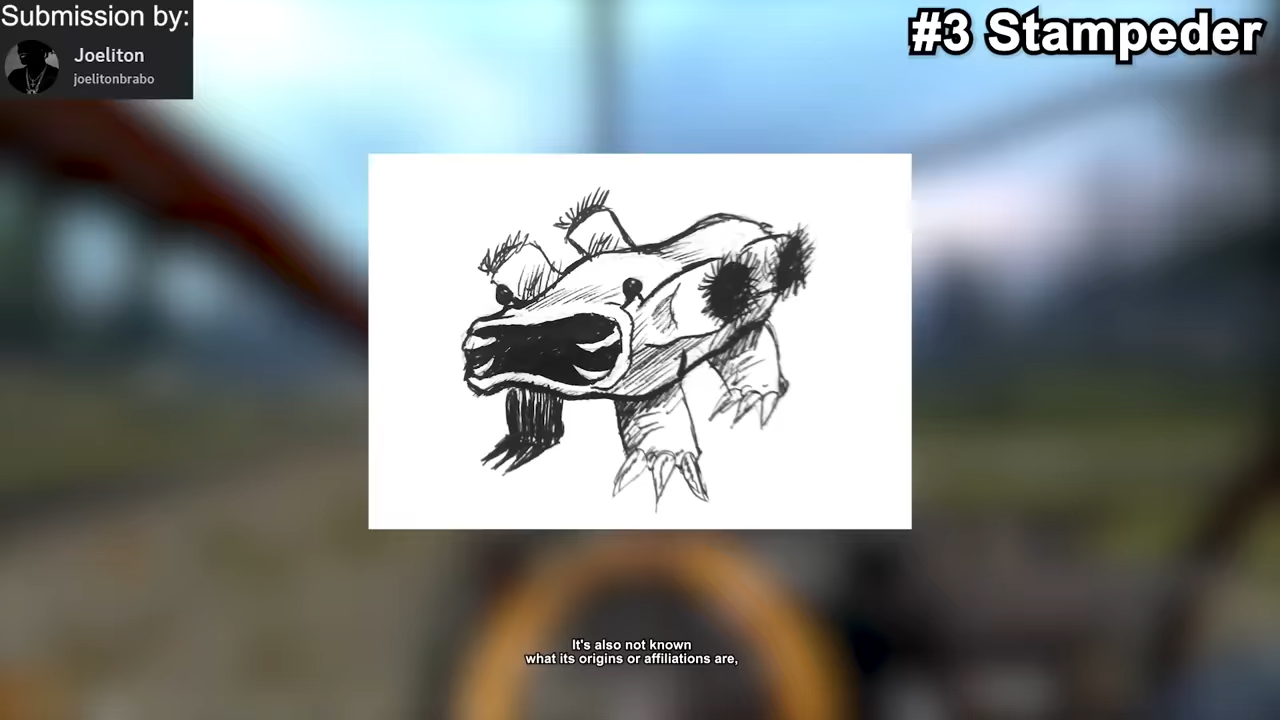 Submission by:
Joeliton
joelitonbrabo
#3 Stampeder
It's also not known
what its origins or affiliations are,